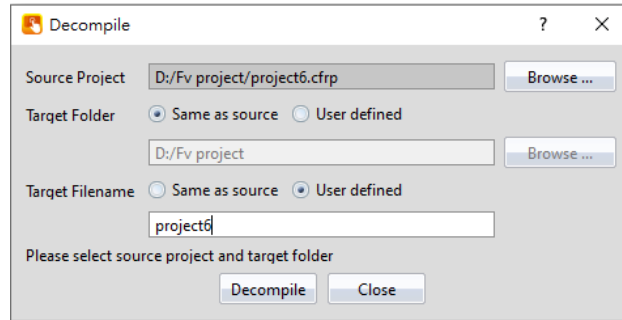 Decompile
Source Project D:/Fv project/project6.cfrp Browse ...
Target Folder Same as source User defined
D:/Fv project Browse ...
Target Filename Same as source User defined
project6
Please select source project and target folder
Decompile Close